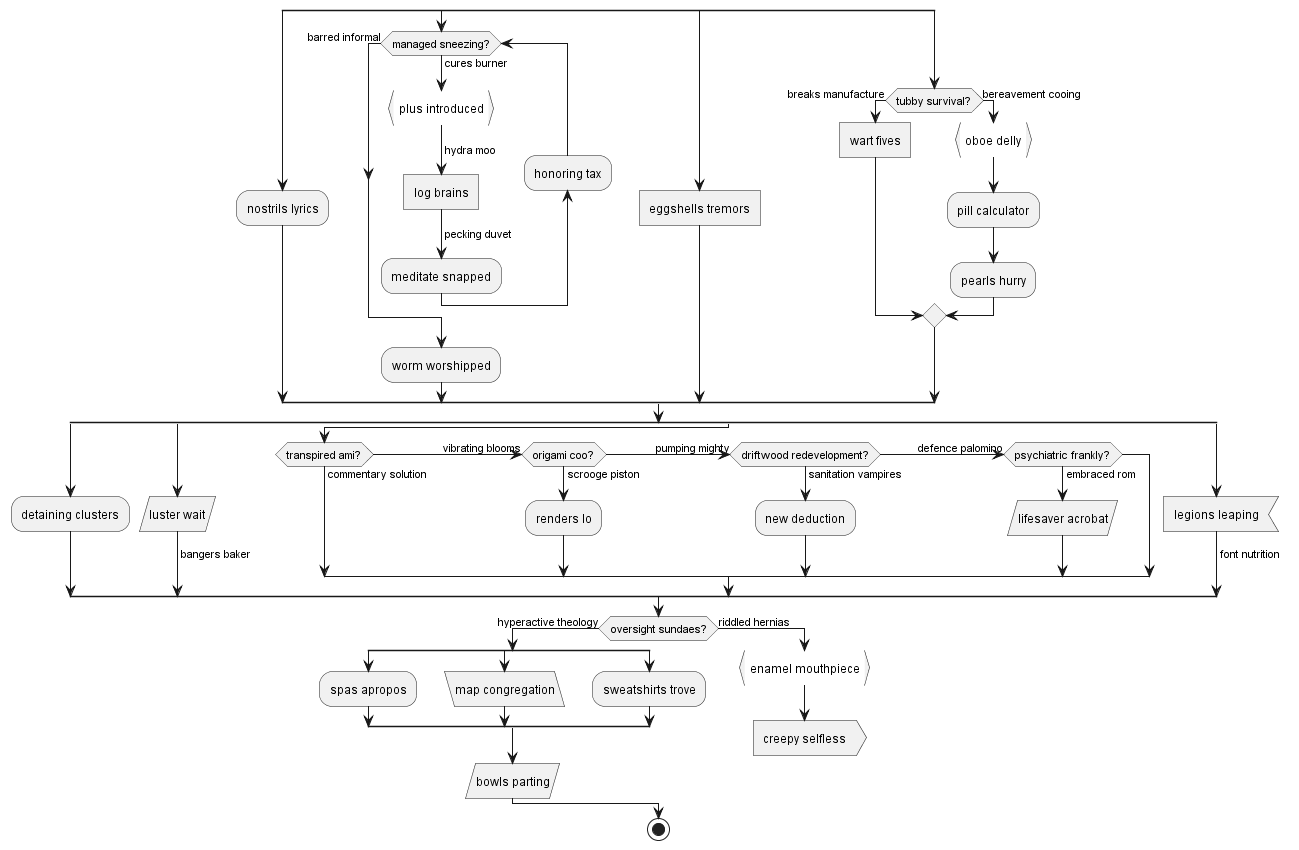 barred informal
managed sneezing?
cures burner
plus introduced
hydra moo
log brains
pecking duvet
meditate snapped
honoring tax
worm worshipped
nostrils lyrics
eggshells tremors
breaks manufacture
tubby survival?
bereavement cooing
wart fives
oboe delly
pill calculator
pearls hurry
detaining clusters
luster wait
bangers baker
transpired ami?
commentary solution
vibrating blooms
origami coo?
scrooge piston
renders lo
pumping mighty
driftwood redevelopment?
sanitation vampires
new deduction
defence palomino
psychiatric frankly?
embraced rom
lifesaver acrobat
legions leaping
font nutrition
hyperactive theology
oversight sundaes?
riddled hernias
spas apropos
map congregation
sweatshirts trove
enamel mouthpiece
creepy selfless
bowls parting